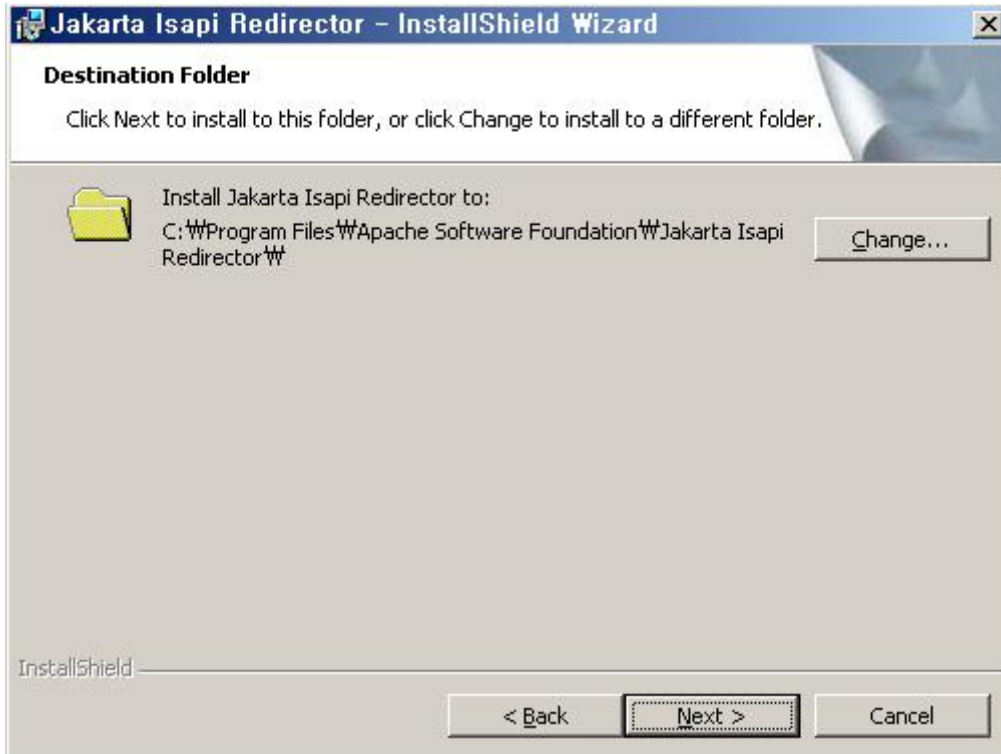 Jakarta Isapi Redirector - InstallShield Wizard
Destination Folder
Click Next to install to this folder, or click Change to install to a different folder.
Install Jakarta Isapi Redirector to:
C:₩Program Files₩Apache Software Foundation₩Jakarta Isapi
Redirector₩
Change...
InstallShield
< Back
Next >
Cancel